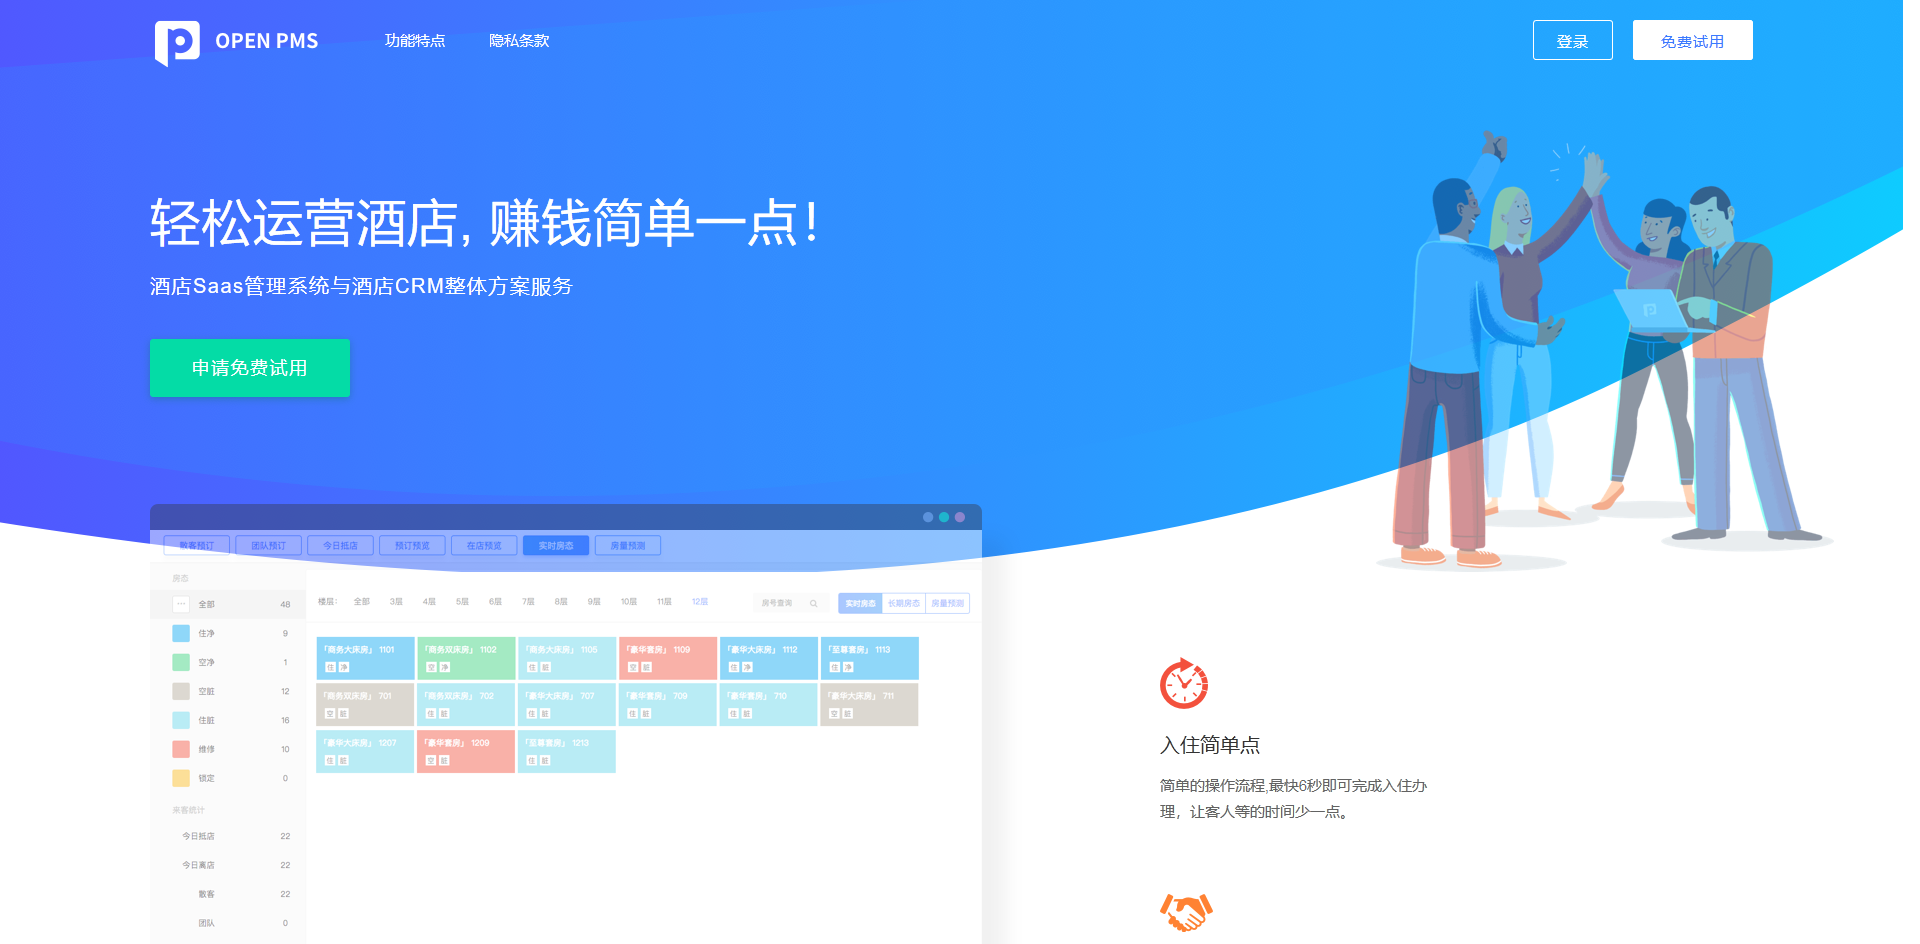 OPEN PMS 功能特点 隐私条款 登录 免费试用
轻松运营酒店, 赚钱简单一点！
酒店Saas管理系统与酒店CRM整体方案服务
申请免费试用
散客预订 团队预订 今日抵店 预订预览 在店预览 实时房态 房量预测
房态
全部 48
住净 9
空净 1
空脏 12
住脏 16
维修 10
锁定 0
来客统计
今日抵店 22
今日离店 22
散客 22
团队 0
楼层： 全部 3层 4层 5层 6层 7层 8层 9层 10层 11层 12层
房号查询 实时房态 长期房态 房量预测
「商务大床房」 1101
住 净
「商务双床房」 1102
空 净
「商务大床房」 1105
住 脏
「豪华套房」 1109
空 脏
「豪华大床房」 1112
住 净
「至尊套房」 1113
住 净
「商务双床房」 701
空 脏
「商务双床房」 702
住 脏
「豪华大床房」 707
住 脏
「豪华套房」 709
住 脏
「豪华套房」 710
住 脏
「豪华大床房」 711
空 脏
「豪华大床房」 1207
住 脏
「豪华套房」 1209
空 脏
「至尊套房」 1212
住 脏
入住简单点
简单的操作流程,最快6秒即可完成入住办
理，让客人等的时间少一点。